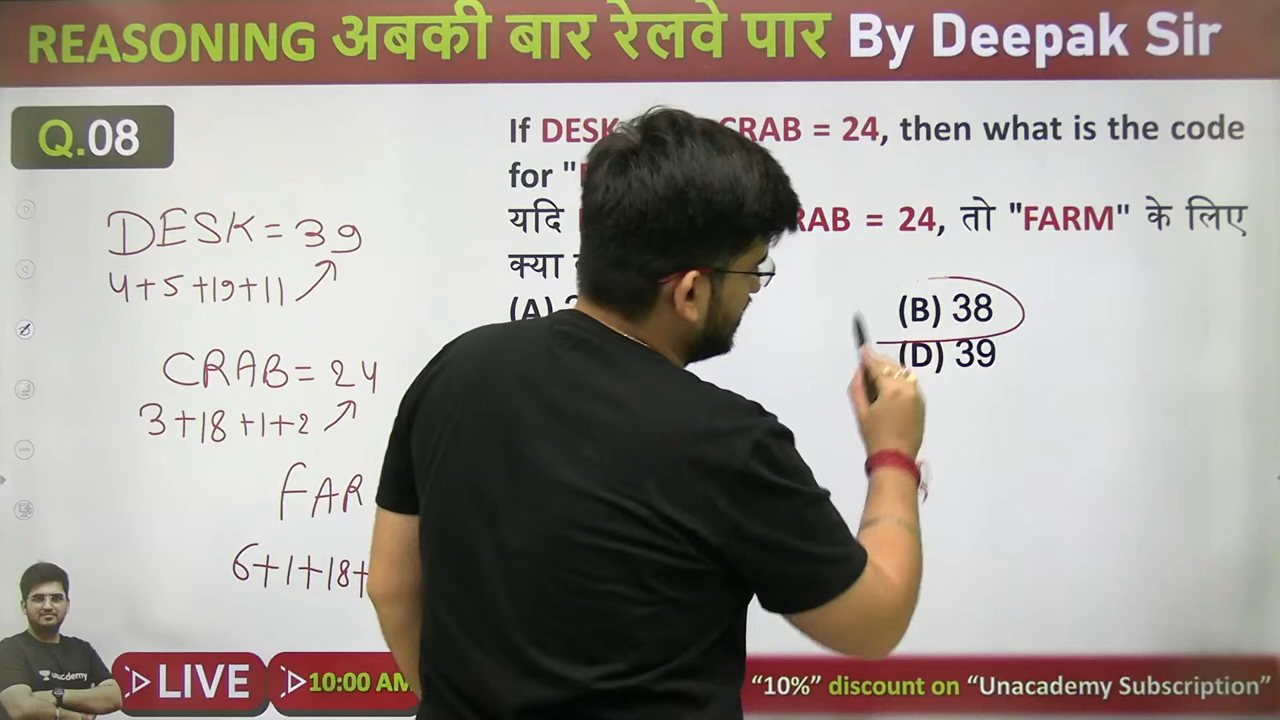 REASONING अबकी बार रेलवे पार By Deepak Sir
Q.08
If DESK CRAB = 24, then what is the code
for "
यदि RAB = 24, तो "FARM" के लिए
क्या
(A)
(B) 38
(D) 39
DESK = 39
4+5+19+11
CRAB = 24
3+18+1+2
FAR
6+1+18+
unacademy
LIVE
10:00 AM
“10%” discount on “Unacademy Subscription”